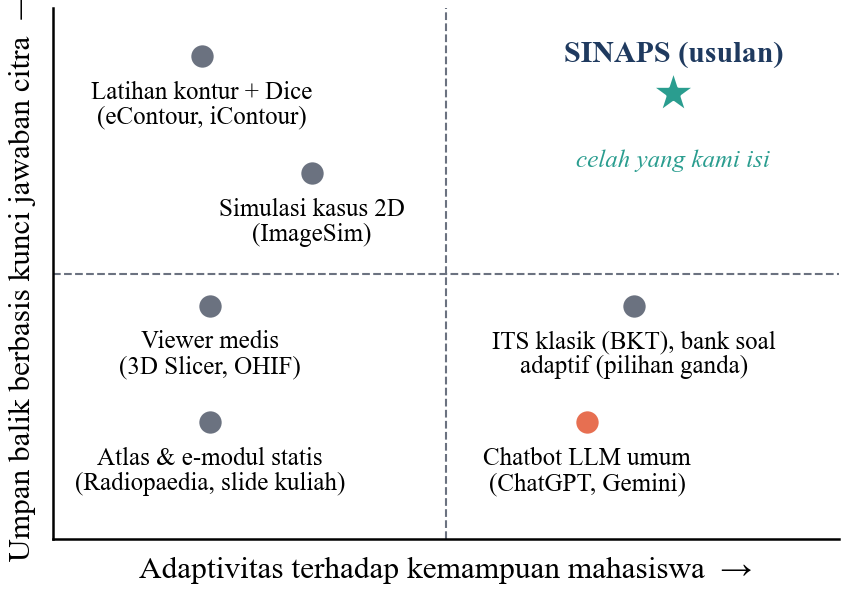 Umpan balik berbasis kunci jawaban citra →
SINAPS (usulan)
celah yang kami isi
Latihan kontur + Dice
(eContour, iContour)
Simulasi kasus 2D
(ImageSim)
Viewer medis
(3D Slicer, OHIF)
ITS klasik (BKT), bank soal
adaptif (pilihan ganda)
Atlas & e-modul statis
(Radiopaedia, slide kuliah)
Chatbot LLM umum
(ChatGPT, Gemini)
Adaptivitas terhadap kemampuan mahasiswa →